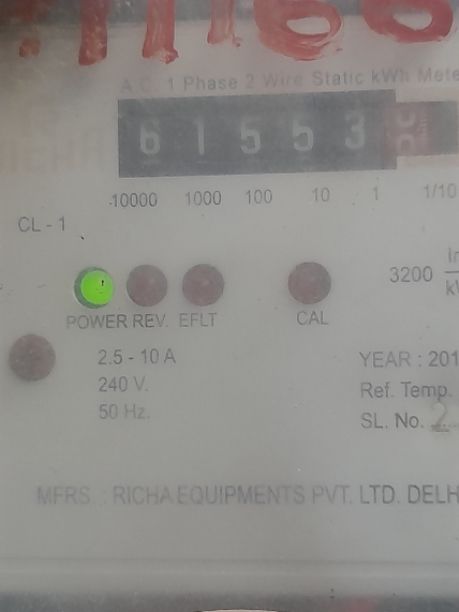 A.C. 1 Phase 2 Wire Static kWh Mete
6 1 5 5 3
10000 1000 100 10 1 1/10
CL - 1
3200
POWER REV. EFLT CAL
2.5 - 10 A
240 V.
50 Hz.
YEAR : 201
Ref. Temp.
SL. No. 2
MFRS. : RICHA EQUIPMENTS PVT. LTD. DELH